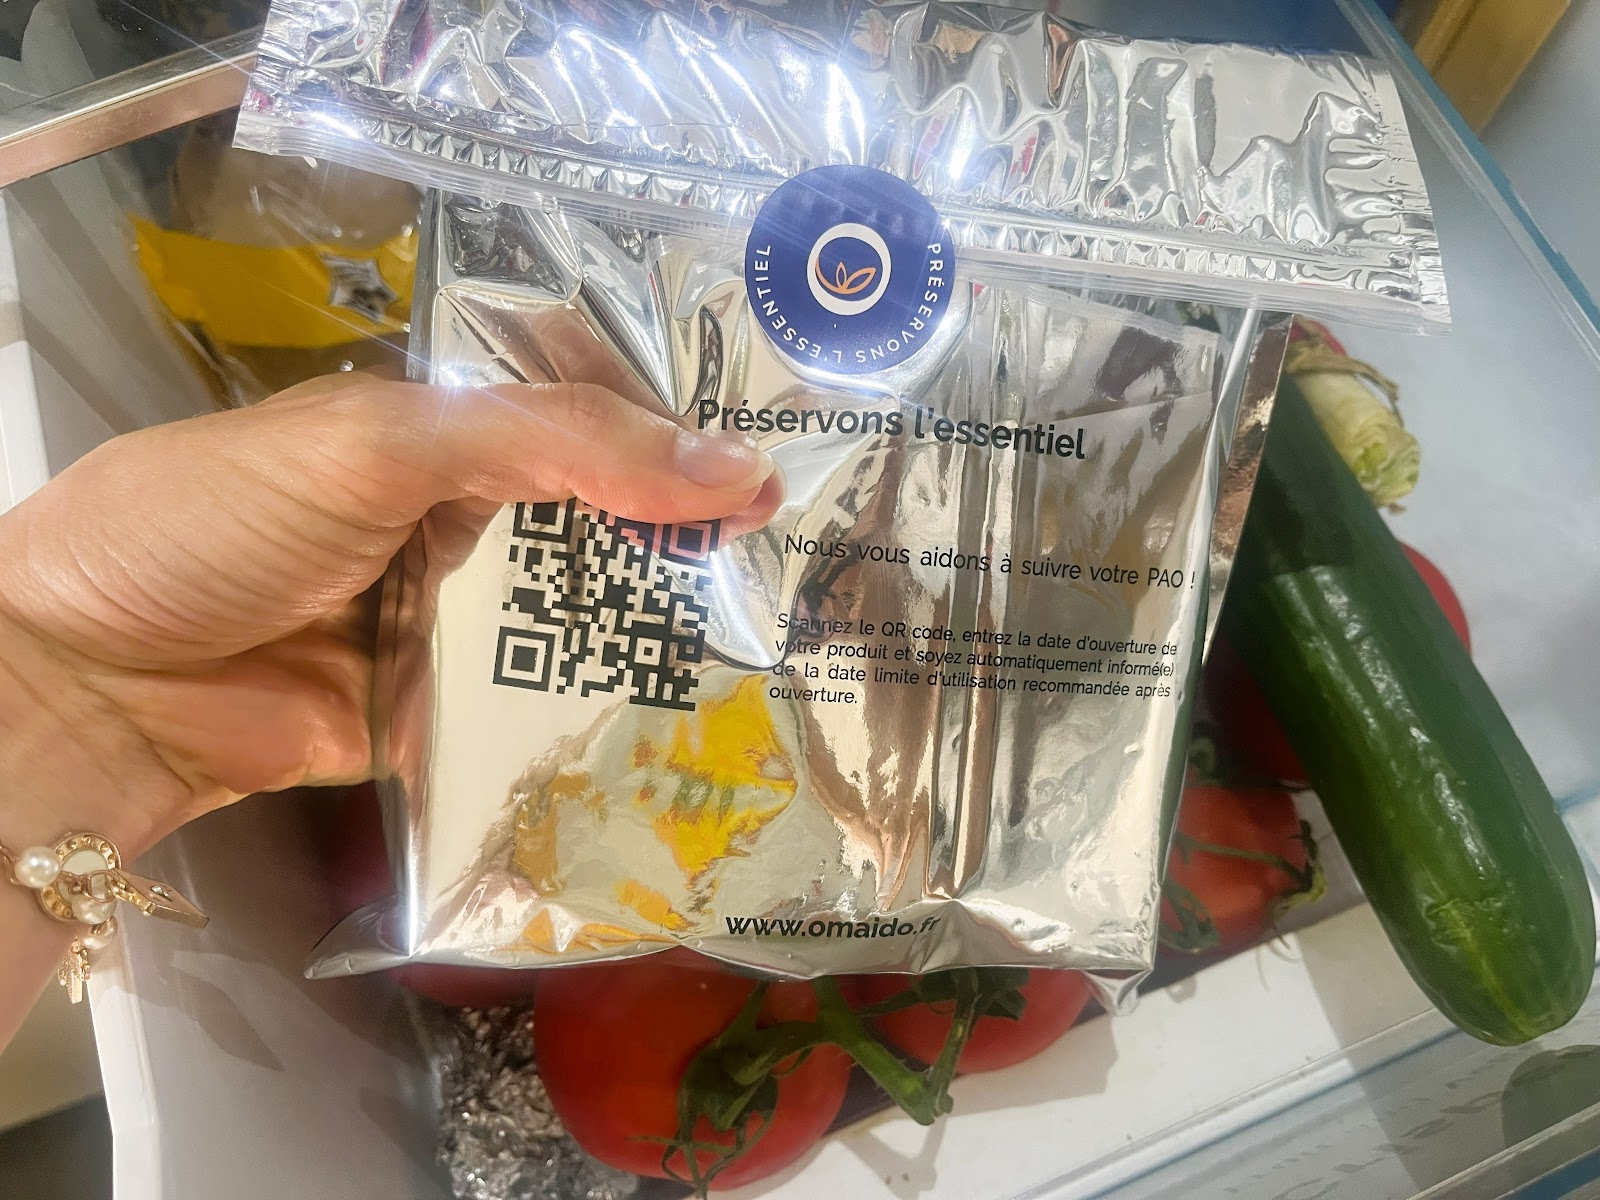 PRÉSERVONS L'ESSENTIEL
Préservons l'essentiel
Nous vous aidons à suivre votre PAO !
Scannez le QR code, entrez la date d'ouverture de
votre produit et soyez automatiquement informé(e)
de la date limite d'utilisation recommandée après
ouverture.
www.omaido.fr